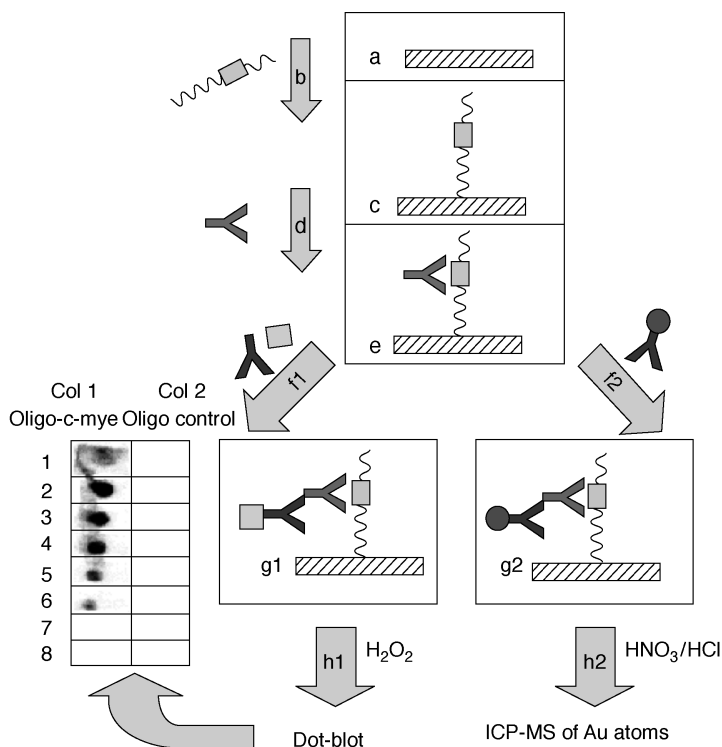 a
b
c
d
e
f1
f2
Col 1
Col 2
Oligo-c-mye
Oligo control
1
2
3
4
5
6
7
8
g1
g2
h1
H₂O₂
h2
HNO₃/HCl
Dot-blot
ICP-MS of Au atoms